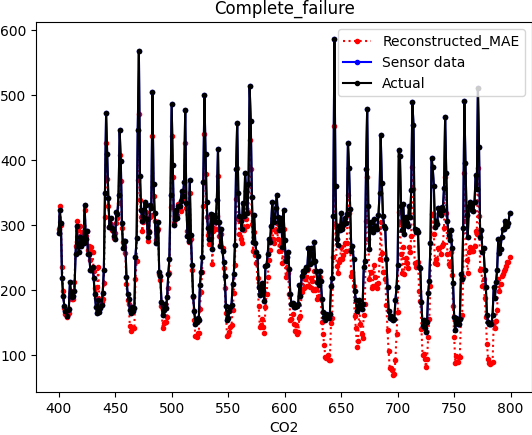 Complete_failure
Reconstructed_MAE
Sensor data
Actual
600
500
400
300
200
100
400 450 500 550 600 650 700 750 800
CO2